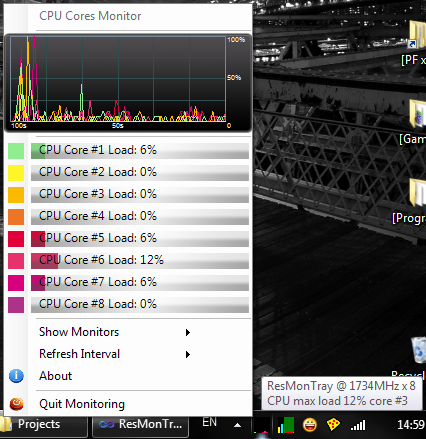 CPU Cores Monitor
100%
50%
100s 50s 0
CPU Core #1 Load: 6%
CPU Core #2 Load: 0%
CPU Core #3 Load: 0%
CPU Core #4 Load: 0%
CPU Core #5 Load: 6%
CPU Core #6 Load: 12%
CPU Core #7 Load: 6%
CPU Core #8 Load: 0%
Show Monitors
Refresh Interval
About
Quit Monitoring
[PF x
[Gam
[Progr
Recycl
ResMonTray @ 1734MHz x 8
CPU max load 12% core #3
Projects
ResMonTr...
EN
14:59